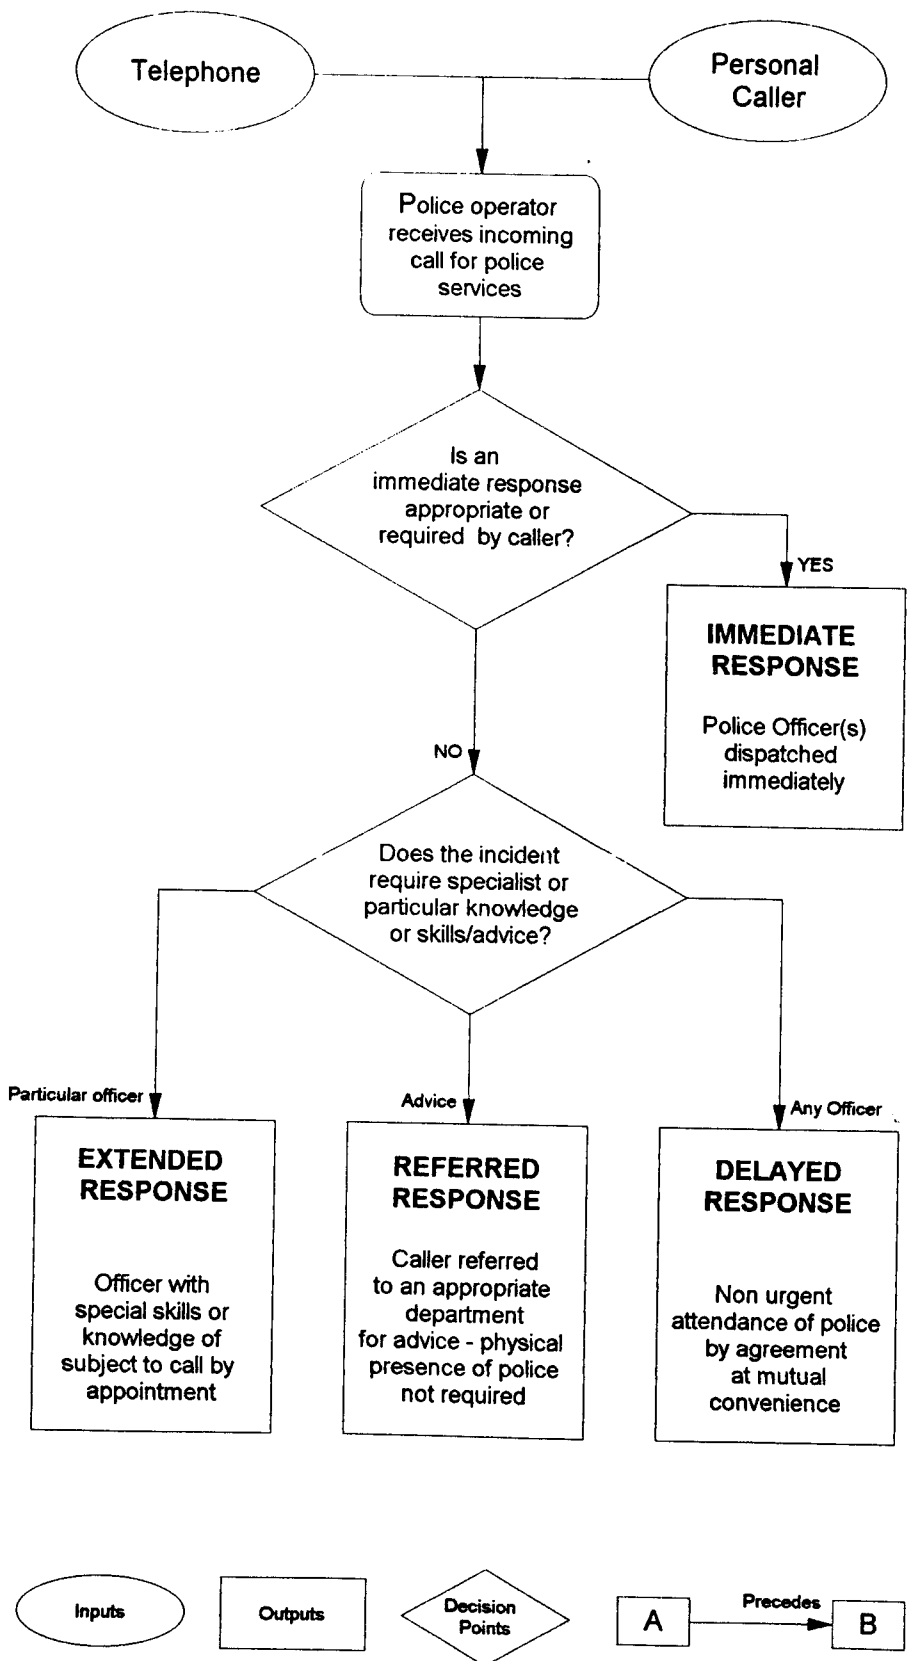 Telephone
Personal
Caller
Police operator
receives incoming
call for police
services
Is an
immediate response
appropriate or
required by caller?
YES
IMMEDIATE
RESPONSE
Police Officer(s)
dispatched
immediately
NO
Does the incident
require specialist or
particular knowledge
or skills/advice?
Particular officer
EXTENDED
RESPONSE
Officer with
special skills or
knowledge of
subject to call by
appointment
Advice
REFERRED
RESPONSE
Caller referred
to an appropriate
department
for advice - physical
presence of police
not required
Any Officer
DELAYED
RESPONSE
Non urgent
attendance of police
by agreement
at mutual
convenience
Inputs
Outputs
Decision
Points
A
Precedes
B